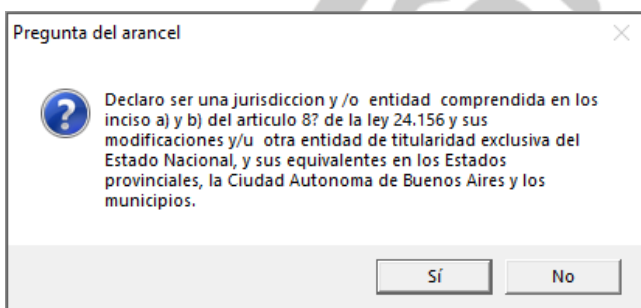 Pregunta del arancel
Declaro ser una jurisdiccion y /o  entidad  comprendida en los
inciso a) y b) del articulo 8? de la ley 24.156 y sus
modificaciones y/u  otra entidad de titularidad exclusiva del
Estado Nacional, y sus equivalentes en los Estados
provinciales, la Ciudad Autonoma de Buenos Aires y los
municipios.
Sí
No